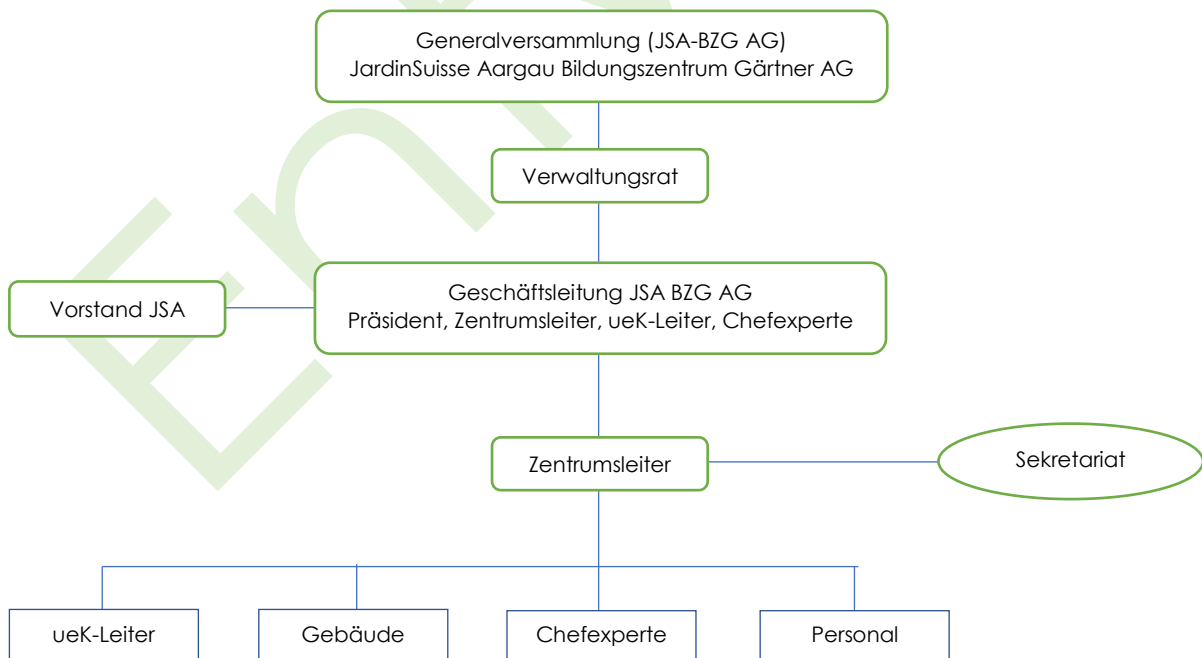 Generalversammlung (JSA-BZG AG)
JardinSuisse Aargau Bildungszentrum Gärtner AG
Verwaltungsrat
Vorstand JSA
Geschäftsleitung JSA BZG AG
Präsident, Zentrumsleiter, ueK-Leiter, Chefexperte
Zentrumsleiter
Sekretariat
ueK-Leiter
Gebäude
Chefexperte
Personal